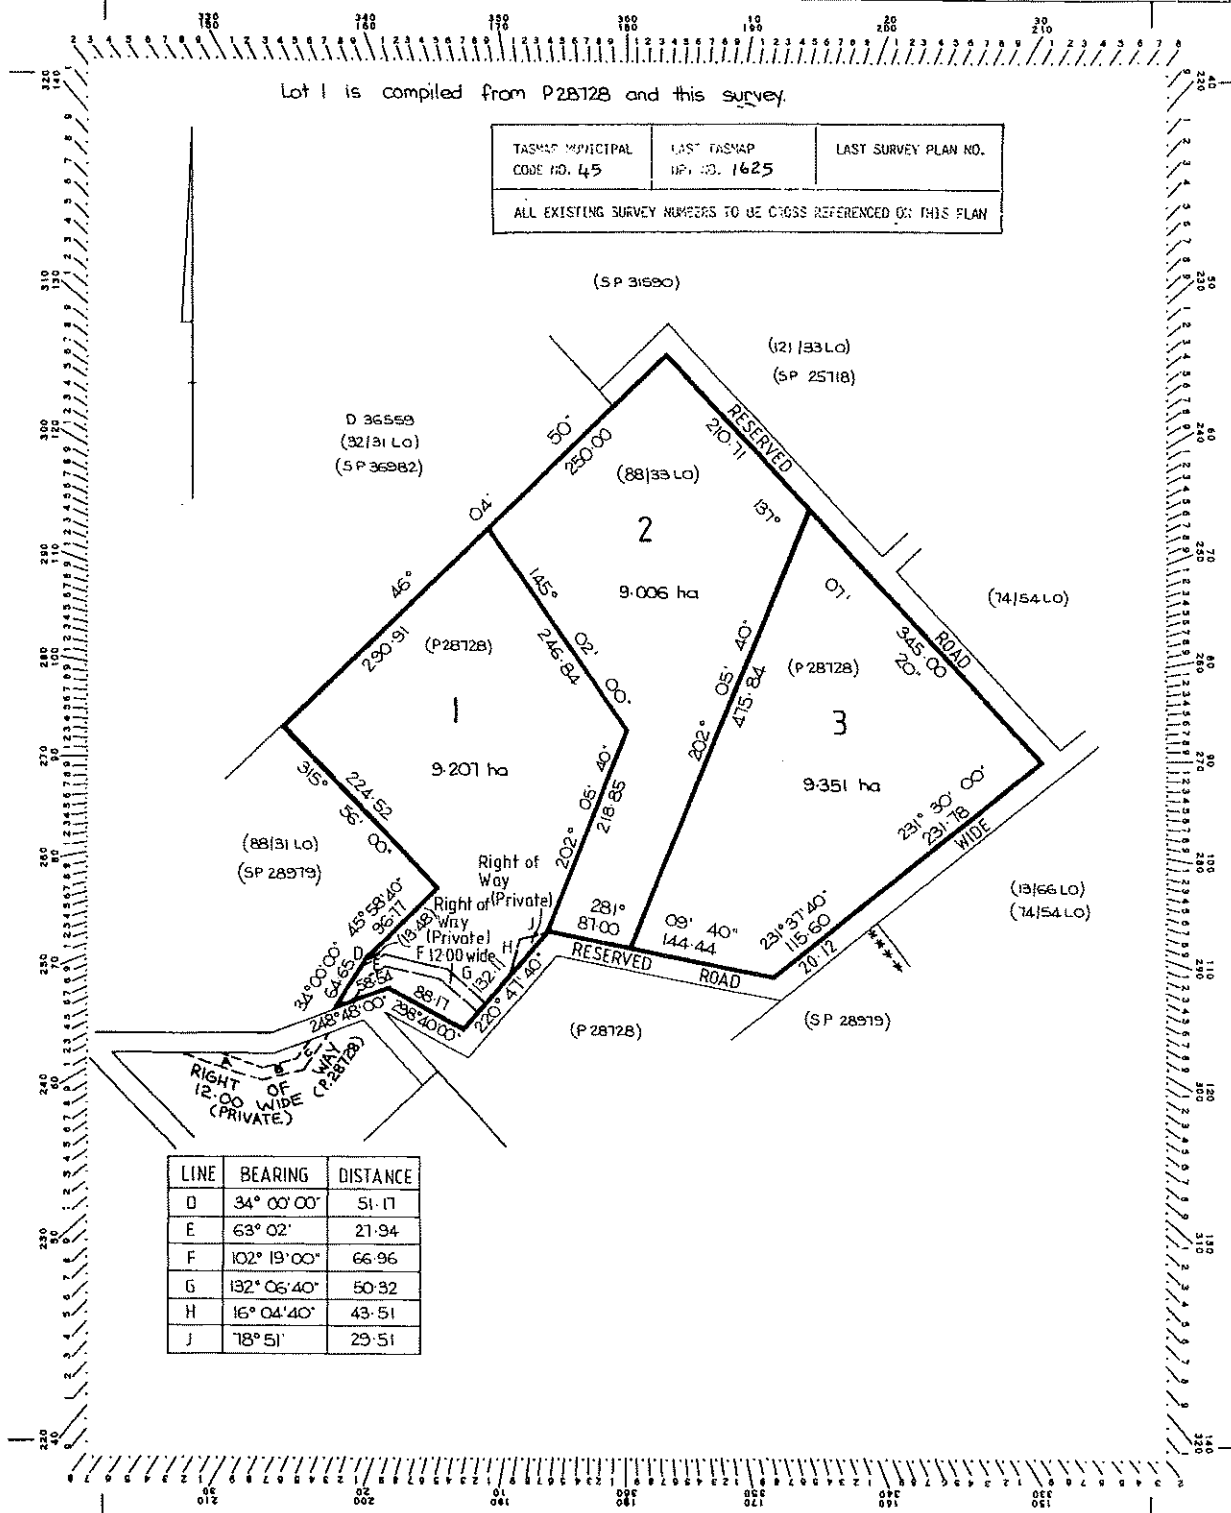 Lot 1 is compiled from P28728 and this survey.
TASMAP MUNICIPAL CODE NO. 45
LAST TASMAP UPI NO. 1625
LAST SURVEY PLAN NO.
ALL EXISTING SURVEY NUMBERS TO BE CROSS REFERENCED ON THIS PLAN
(SP 31590)
(121/33 LO)
(SP 25718)
D 36559
(32/31 LO)
(SP 36982)
46° 04' 50"
250.00
290.91
RESERVED ROAD
210.71
137° 07' 20"
345.00
(88/33 LO)
2
9.006 ha
(74/54 LO)
(P28728)
1
9.207 ha
145° 02' 00"
246.84
202° 05' 40"
475.84
(P28728)
3
9.351 ha
315° 56' 00"
224.52
202° 05' 40"
218.85
231° 30' 00"
231.78
WIDE
(88/31 LO)
(SP 28979)
(13/66 LO)
(74/54 LO)
45° 58' 40"
96.77
(13.48)
Right of
Way
(Private)
Right of
Way
(Private)
12.00 wide
D
E
F
G
H
J
281° 09' 40"
87.00
144.44
231° 37' 40"
115.60
20.12
RESERVED ROAD
34° 00' 00"
64.65
58.54
248° 48' 00"
88.17
298° 40' 00"
132.11
220° 47' 40"
(P 28728)
(SP 28979)
A
B
C
RIGHT OF WAY
12.00 WIDE (P.28728)
(PRIVATE)
LINE BEARING DISTANCE
D 34° 00' 00" 51.17
E 63° 02' 27.94
F 102° 19' 00" 66.96
G 132° 06' 40" 50.32
H 16° 04' 40" 43.51
J 78° 51' 29.51